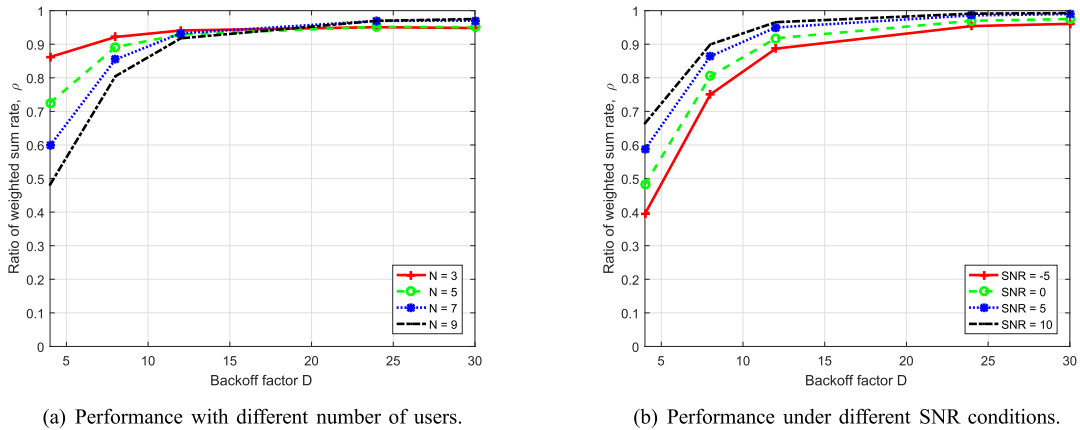 1
0.9
0.8
0.7
0.6
0.5
0.4
0.3
0.2
0.1
0
Ratio of weighted sum rate, ρ
N = 3
N = 5
N = 7
N = 9
5 10 15 20 25 30
Backoff factor D
(a) Performance with different number of users.
1
0.9
0.8
0.7
0.6
0.5
0.4
0.3
0.2
0.1
0
Ratio of weighted sum rate, ρ
SNR = -5
SNR = 0
SNR = 5
SNR = 10
5 10 15 20 25 30
Backoff factor D
(b) Performance under different SNR conditions.